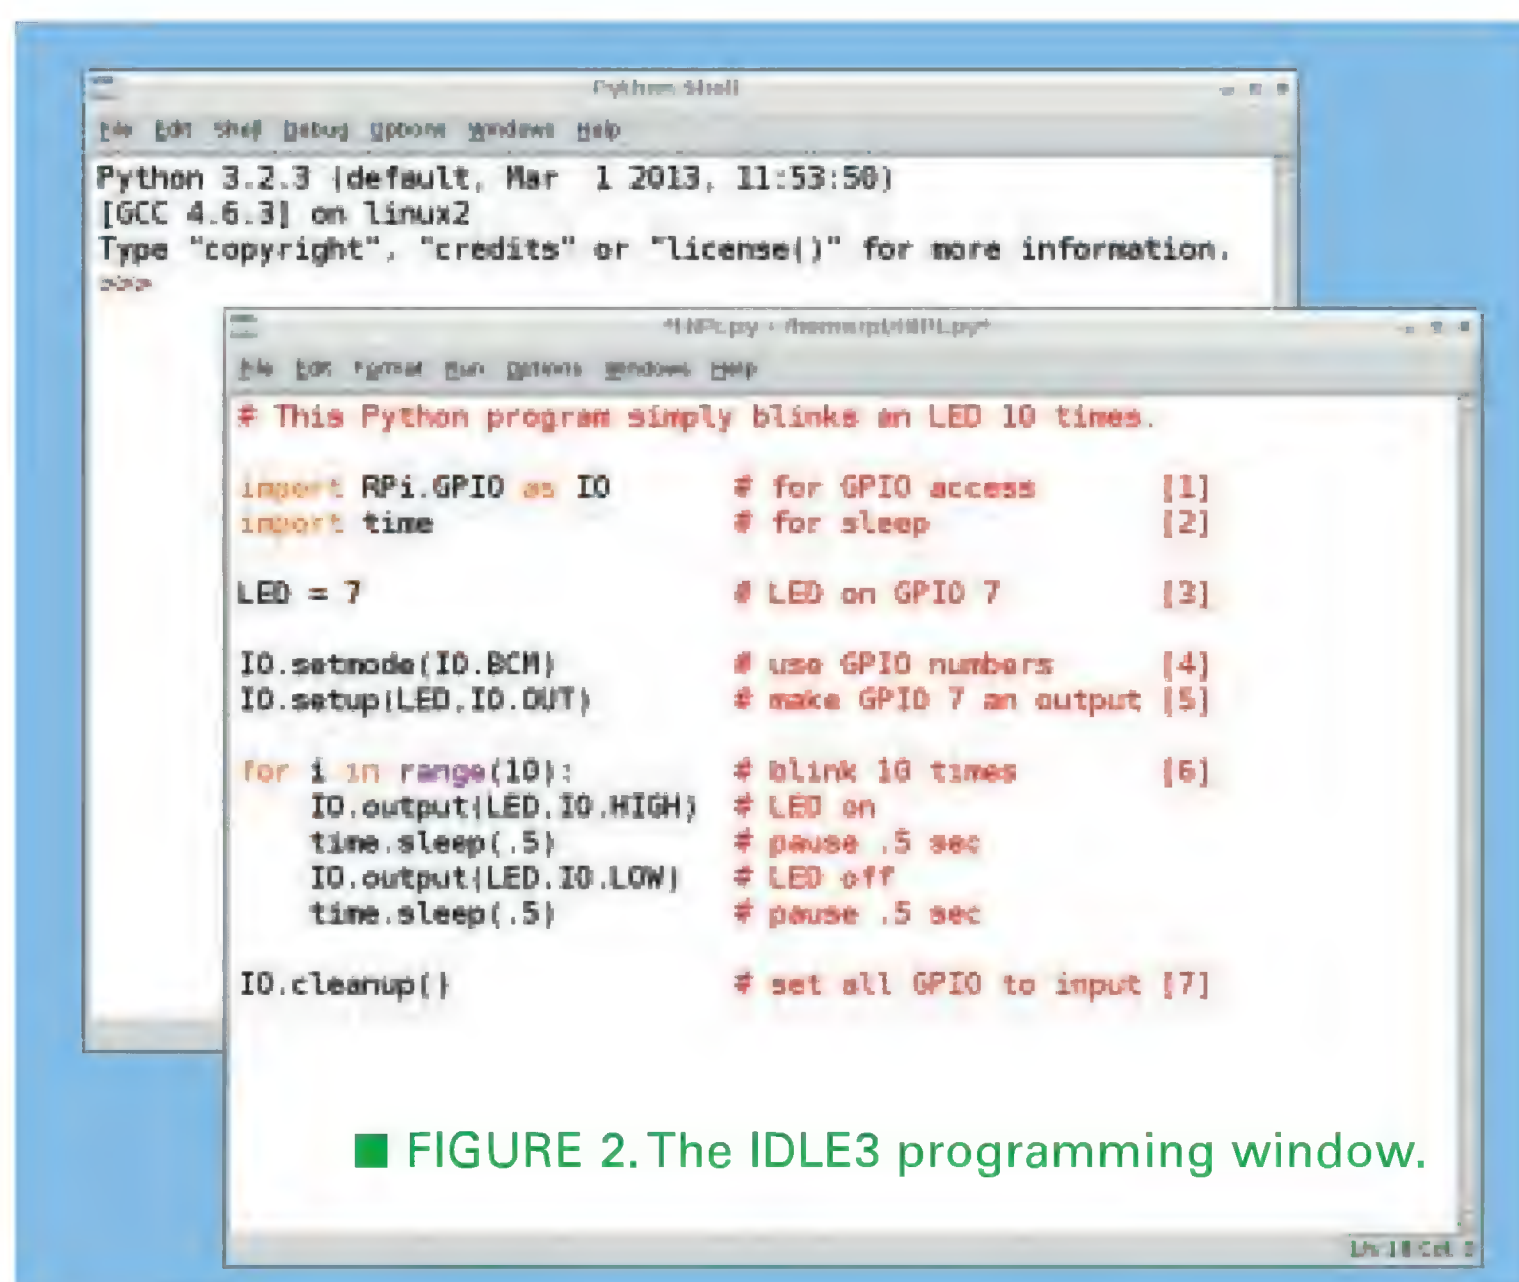 Python Shell
File Edit Shell Debug Options Windows Help
Python 3.2.3 (default, Mar  1 2013, 11:53:50)
[GCC 4.6.3] on linux2
Type "copyright", "credits" or "license()" for more information.
>>>
File Edit Format Run Options Windows Help
# This Python program simply blinks an LED 10 times.
import RPi.GPIO as IO # for GPIO access [1]
import time # for sleep [2]
LED = 7 # LED on GPIO 7 [3]
IO.setmode(IO.BCM) # use GPIO numbers [4]
IO.setup(LED,IO.OUT) # make GPIO 7 an output [5]
for i in range(10): # blink 10 times [6]
IO.output(LED,IO.HIGH) # LED on
time.sleep(.5) # pause .5 sec
IO.output(LED,IO.LOW) # LED off
time.sleep(.5) # pause .5 sec
IO.cleanup() # set all GPIO to input [7]
■ FIGURE 2. The IDLE3 programming window.